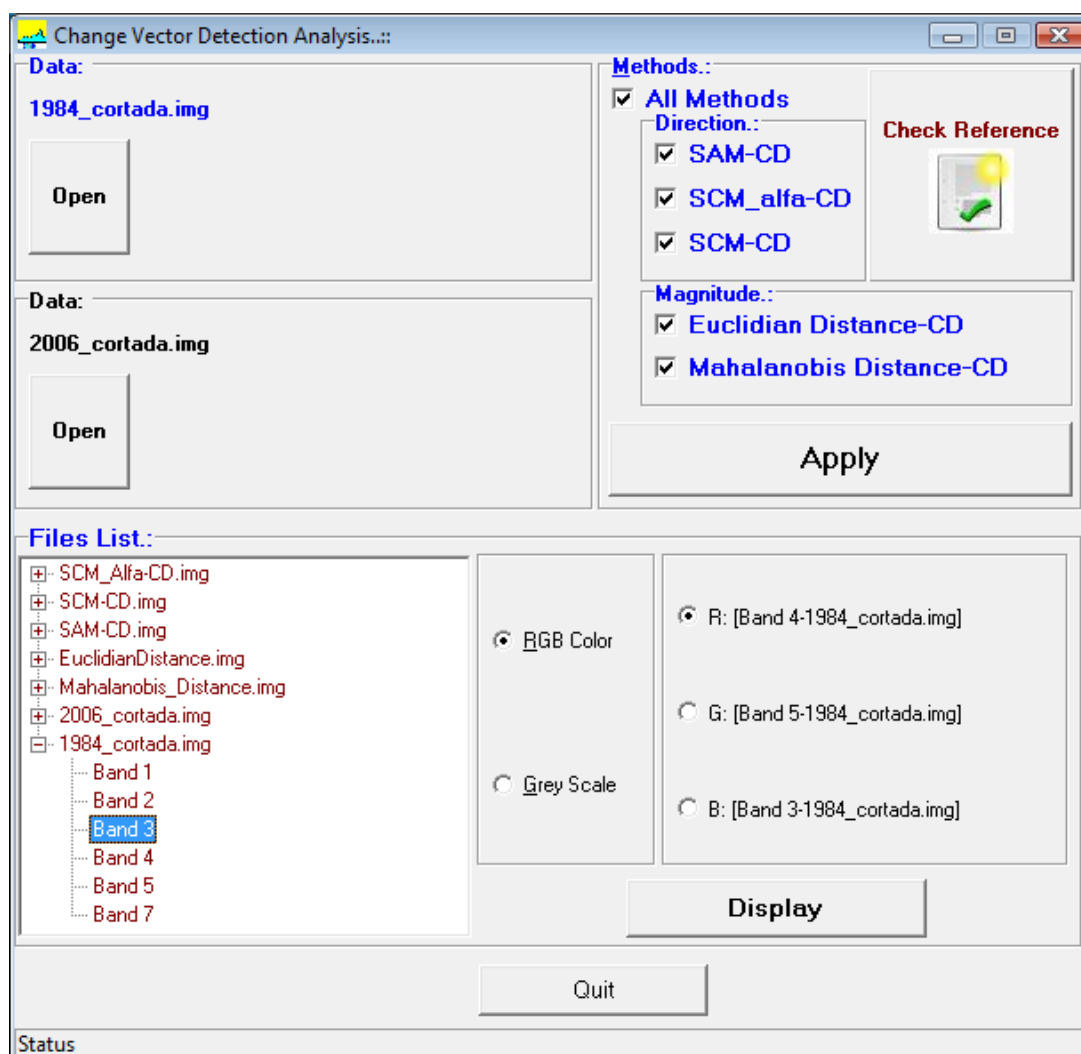 Change Vector Detection Analysis..::
Data:
1984_cortada.img
Open
Data:
2006_cortada.img
Open
Methods.:
All Methods
Direction.:
SAM-CD
SCM_alfa-CD
SCM-CD
Check Reference
Magnitude.:
Euclidian Distance-CD
Mahalanobis Distance-CD
Apply
Files List.:
SCM_Alfa-CD.img
SCM-CD.img
SAM-CD.img
EuclidianDistance.img
Mahalanobis_Distance.img
2006_cortada.img
1984_cortada.img
Band 1
Band 2
Band 3
Band 4
Band 5
Band 7
RGB Color
Grey Scale
R: [Band 4-1984_cortada.img]
G: [Band 5-1984_cortada.img]
B: [Band 3-1984_cortada.img]
Display
Quit
Status